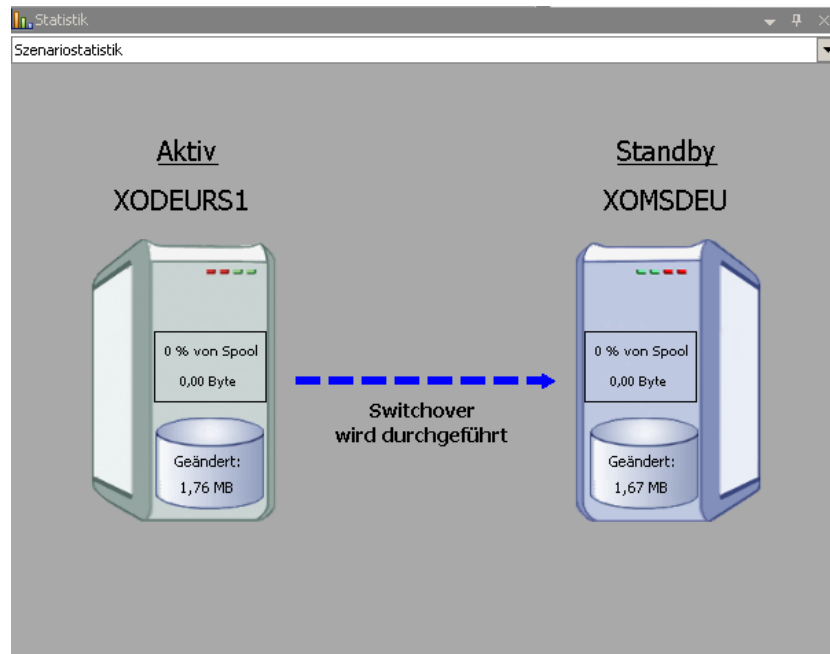 Statistik
Szenariostatistik
Aktiv
XODEURS1
Standby
XOMSDEU
0 % von Spool
0,00 Byte
Geändert:
1,76 MB
Switchover
wird durchgeführt
0 % von Spool
0,00 Byte
Geändert:
1,67 MB